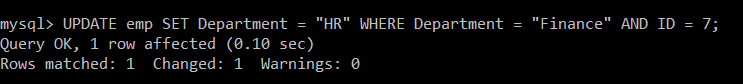 mysql> UPDATE emp SET Department = "HR" WHERE Department = "Finance" AND ID = 7;
Query OK, 1 row affected (0.10 sec)
Rows matched: 1  Changed: 1  Warnings: 0